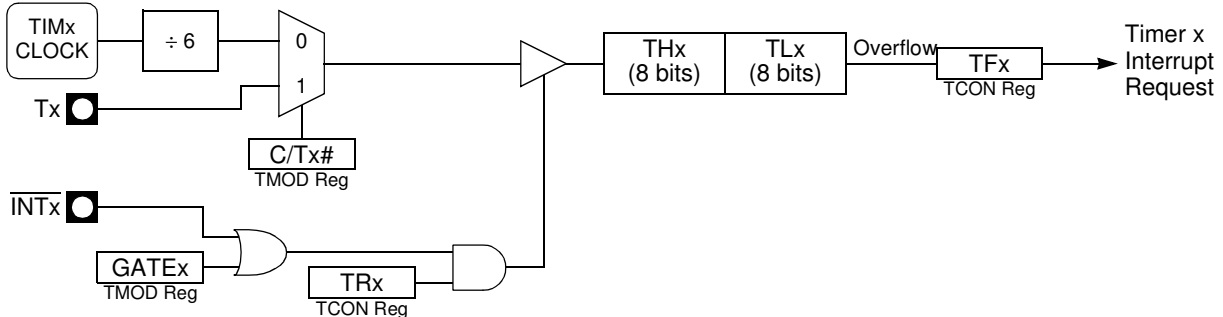 TIMx
CLOCK
÷ 6
0
1
Tx
C/Tx#
TMOD Reg
THx
(8 bits)
TLx
(8 bits)
Overflow
TFx
TCON Reg
Timer x
Interrupt
Request
INTx
GATEx
TMOD Reg
TRx
TCON Reg